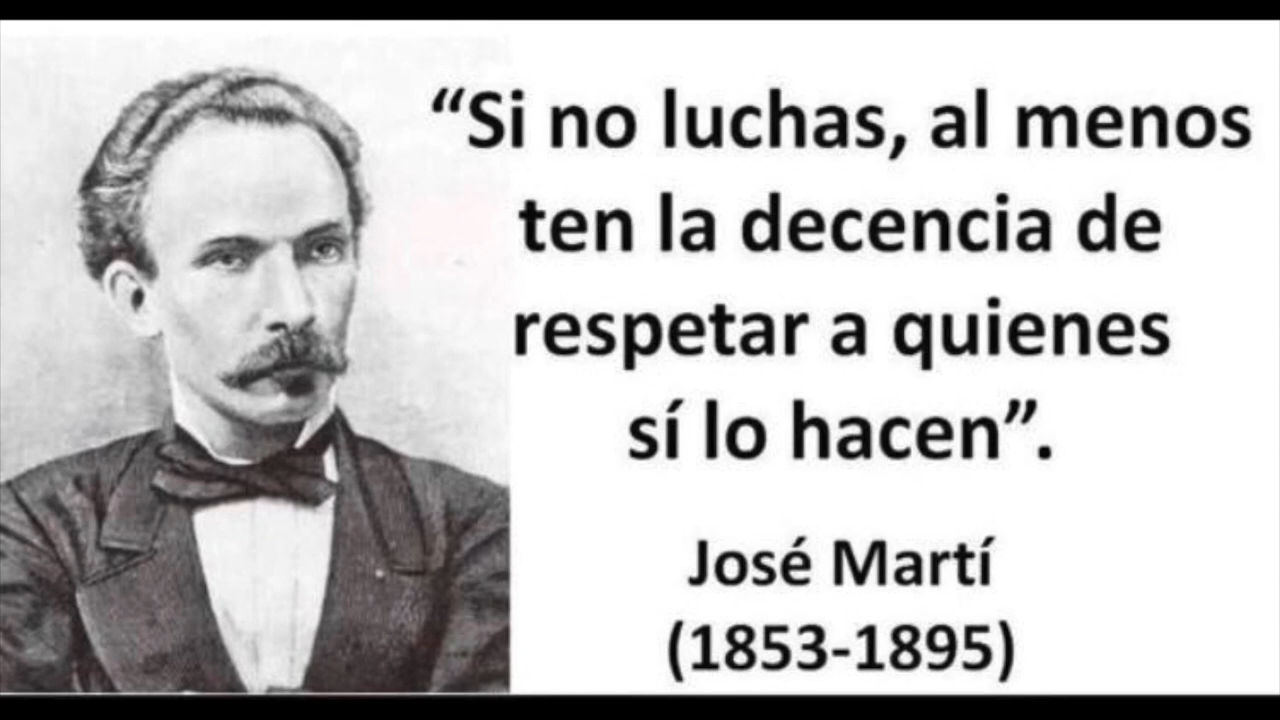 “Si no luchas, al menos
ten la decencia de
respetar a quienes
sí lo hacen”.
José Martí
(1853-1895)